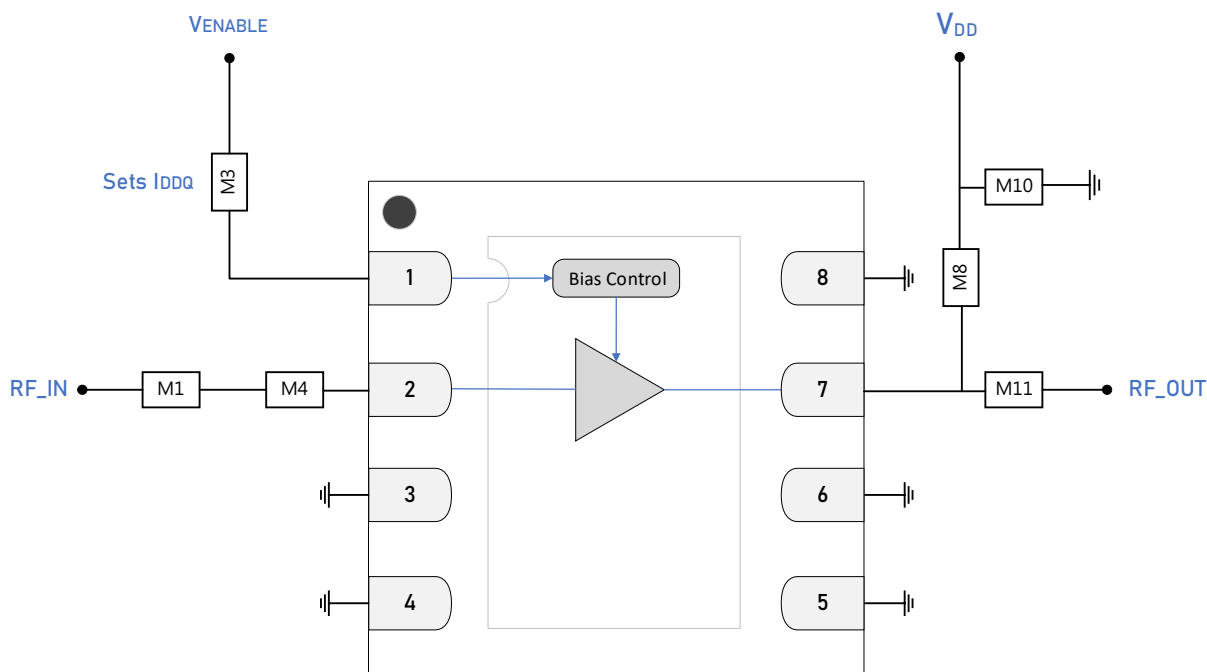 VENABLE
VDD
Sets IDDQ
M3
M10
1
Bias Control
8
M8
RF_IN
M1
M4
2
7
M11
RF_OUT
3
6
4
5